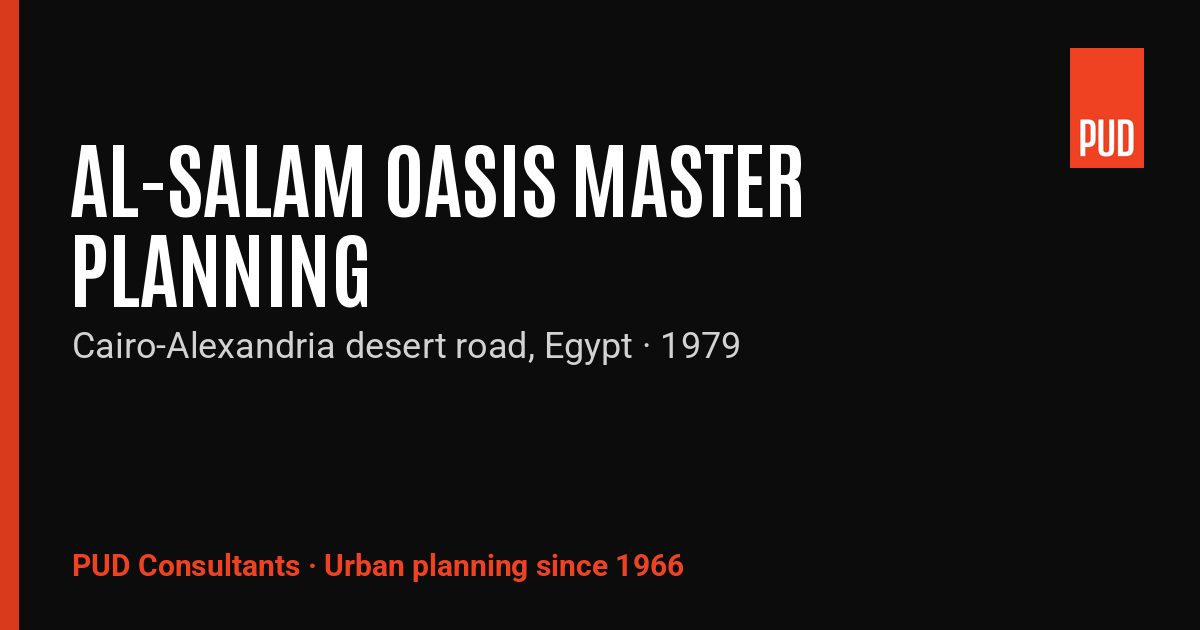 PUD
AL-SALAM OASIS MASTER
PLANNING
Cairo-Alexandria desert road, Egypt · 1979
PUD Consultants · Urban planning since 1966